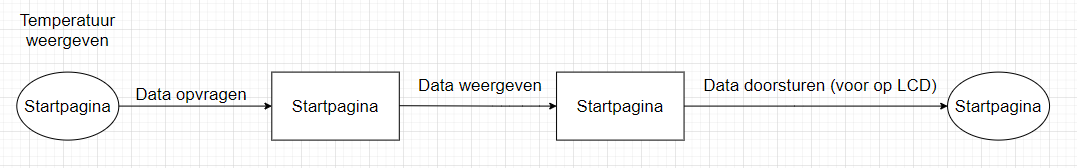 Temperatuur
weergeven
Startpagina
Data opvragen
Startpagina
Data weergeven
Startpagina
Data doorsturen (voor op LCD)
Startpagina